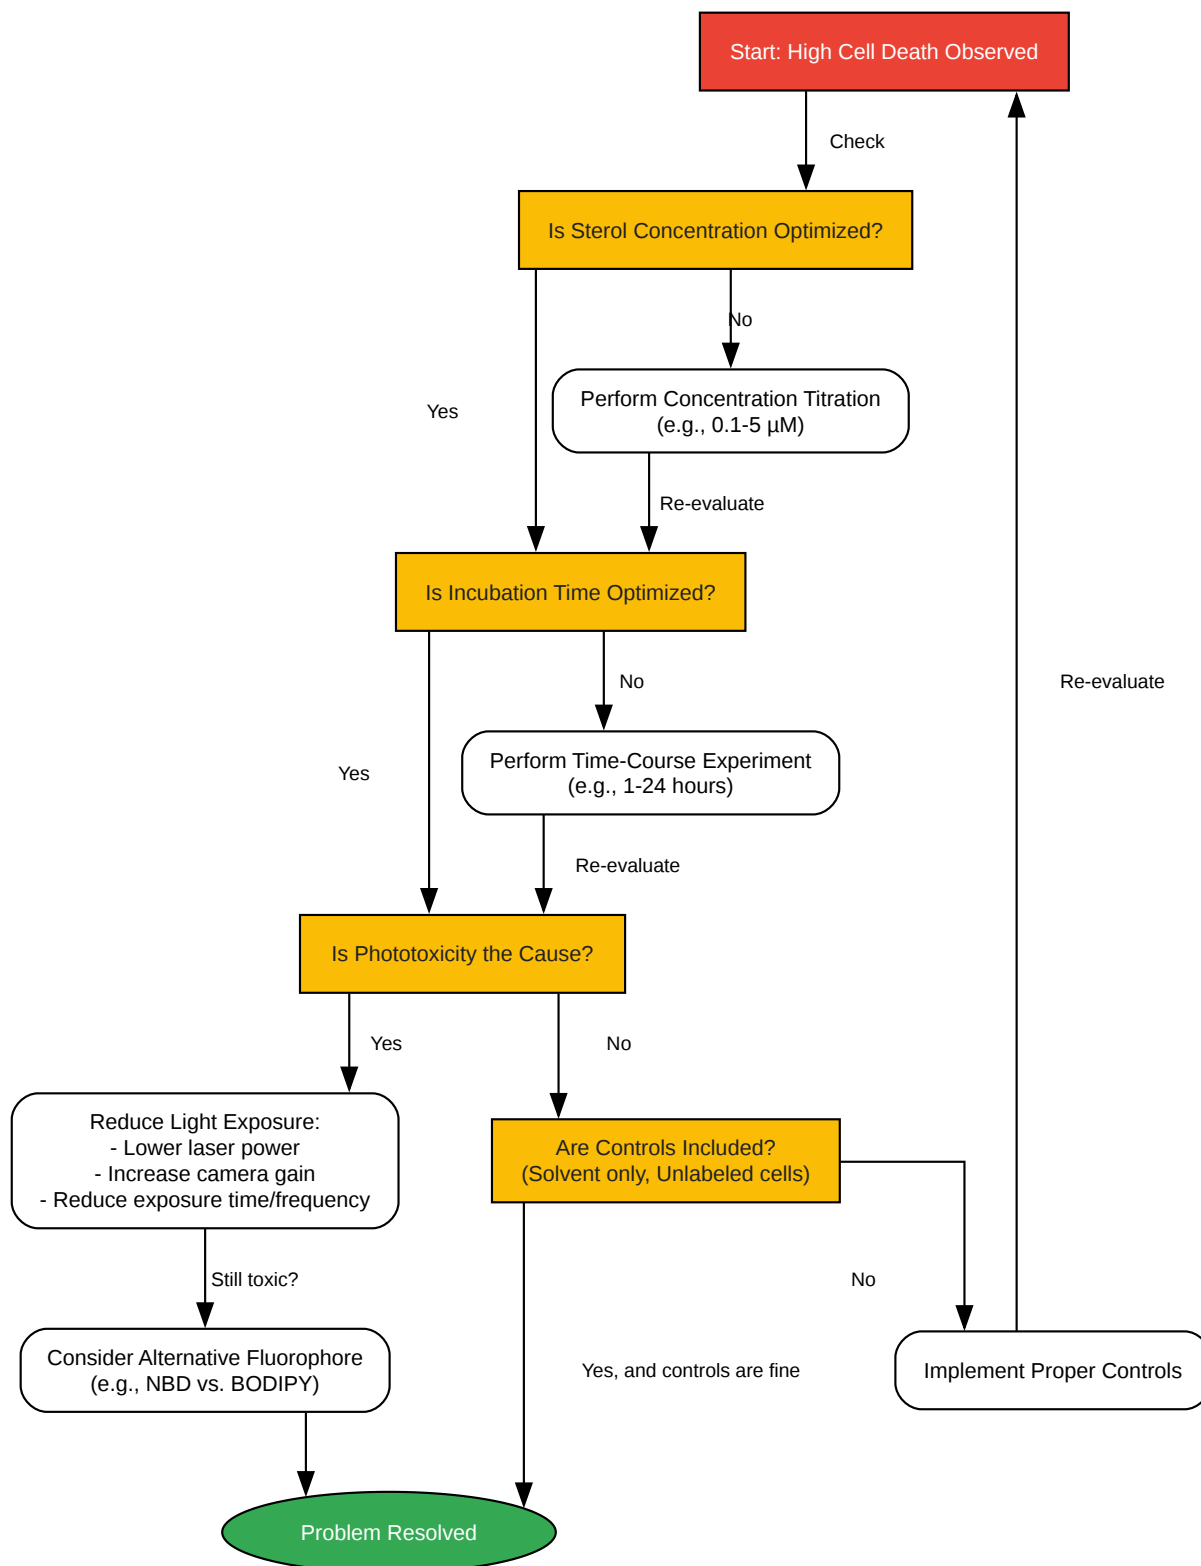 Start: High Cell Death Observed
Check
Is Sterol Concentration Optimized?
No
Perform Concentration Titration
(e.g., 0.1-5 µM)
Yes
Re-evaluate
Is Incubation Time Optimized?
No
Re-evaluate
Perform Time-Course Experiment
(e.g., 1-24 hours)
Yes
Re-evaluate
Is Phototoxicity the Cause?
Yes
No
Reduce Light Exposure:
- Lower laser power
- Increase camera gain
- Reduce exposure time/frequency
Are Controls Included?
(Solvent only, Unlabeled cells)
Still toxic?
No
Consider Alternative Fluorophore
(e.g., NBD vs. BODIPY)
Yes, and controls are fine
Implement Proper Controls
Problem Resolved